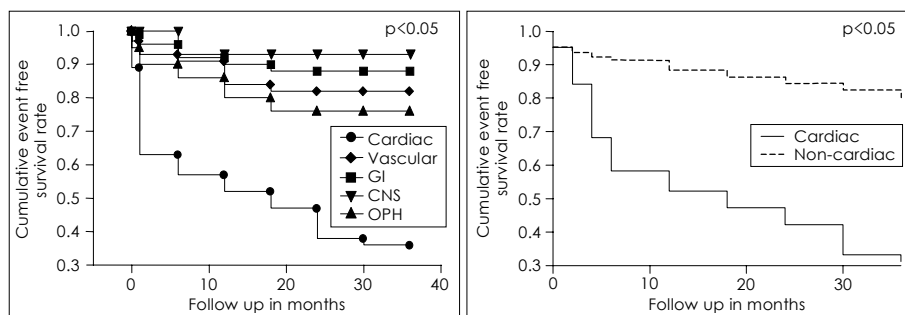 p<0.05
1.0
0.9
0.8
0.7
0.6
0.5
0.4
0.3
Cumulative event free
survival rate
Cardiac
Vascular
GI
CNS
OPH
0 10 20 30 40
Follow up in months
p<0.05
1.0
0.9
0.8
0.7
0.6
0.5
0.4
0.3
Cumulative event free
survival rate
Cardiac
Non-cardiac
0 10 20 30
Follow up in months